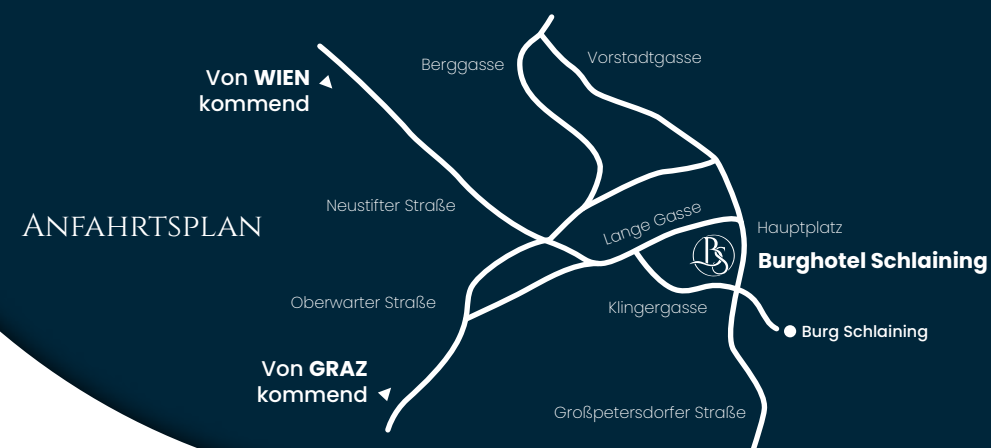 Berggasse
Vorstadtgasse
Von WIEN
kommend
Neustifter Straße
ANFAHRTSPLAN
Lange Gasse
Hauptplatz
BS
Burghotel Schlaining
Oberwarter Straße
Klingergasse
Burg Schlaining
Von GRAZ
kommend
Großpetersdorfer Straße